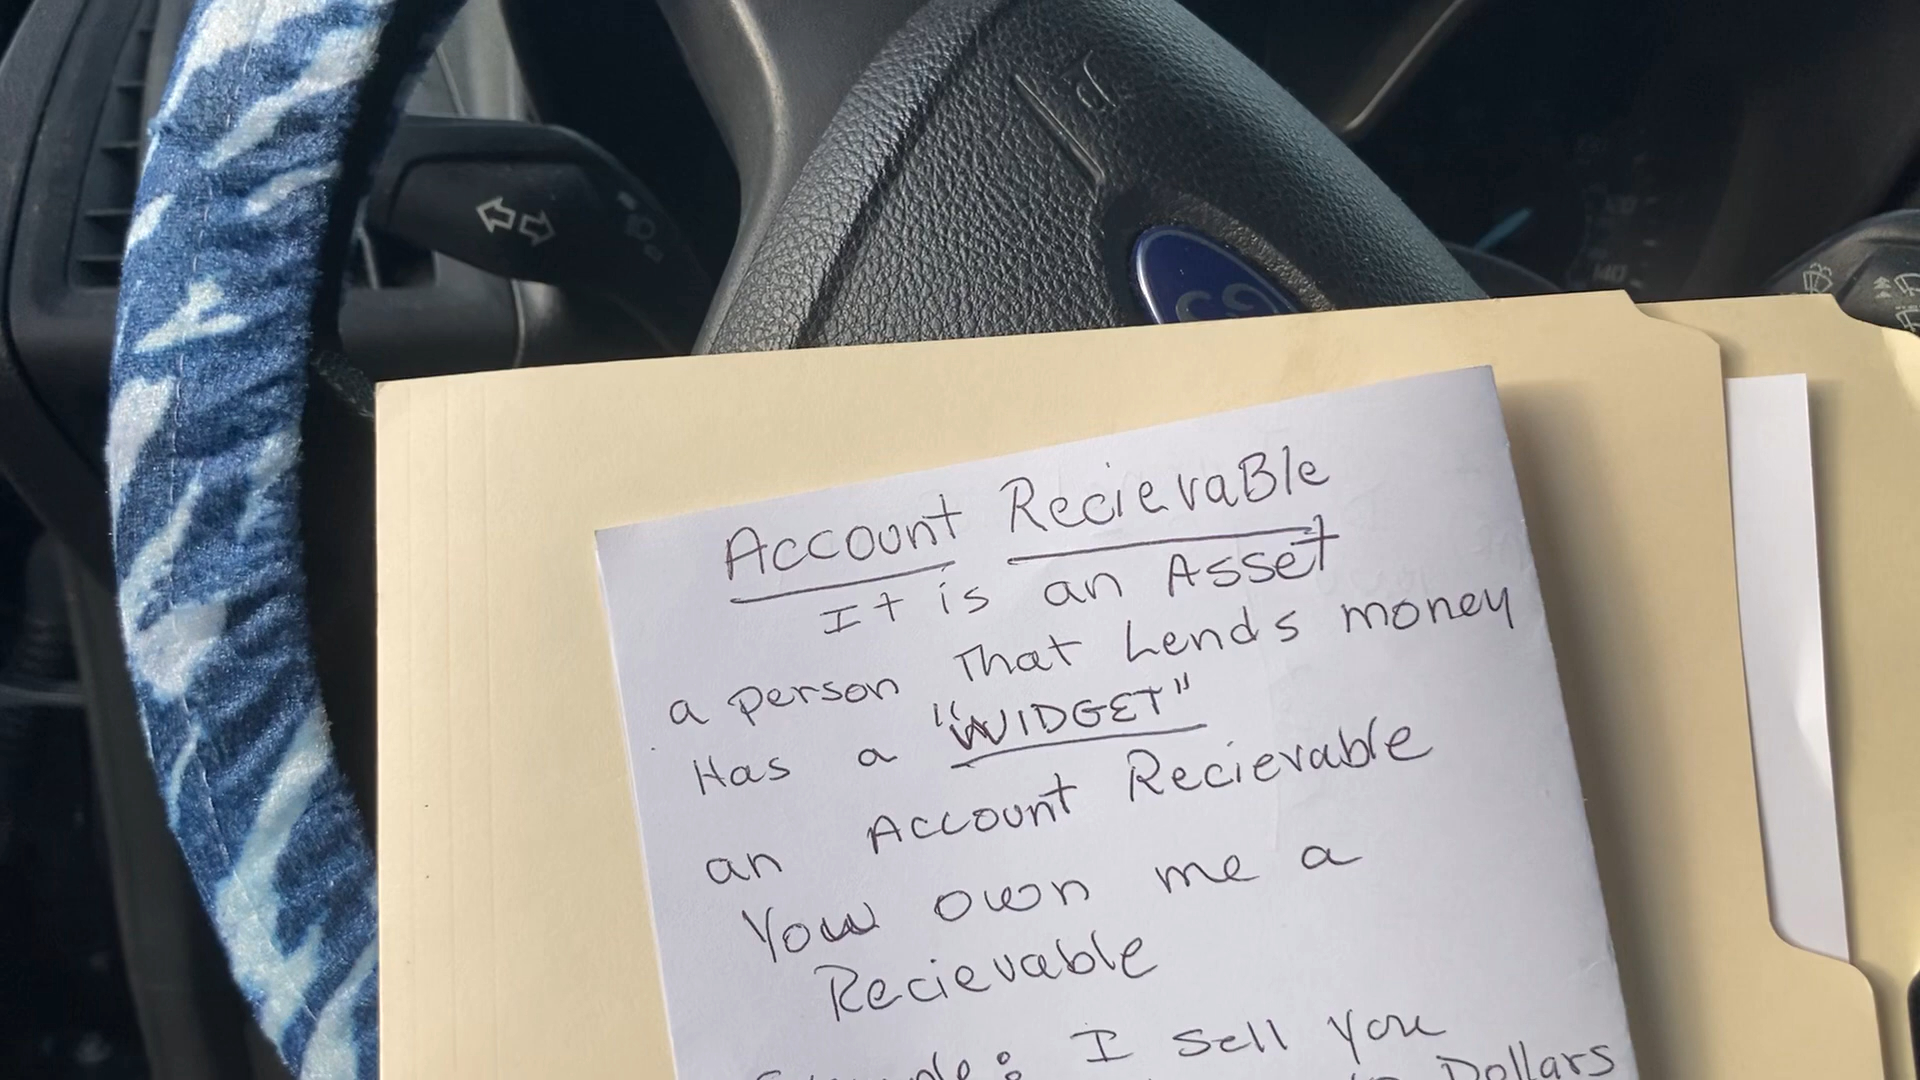 Account RecievaBle
It is an Asset
a person That Lends money
Has a "WIDGET"
an Account Recievable
You own me a
Recievable
I sell You
Dollars